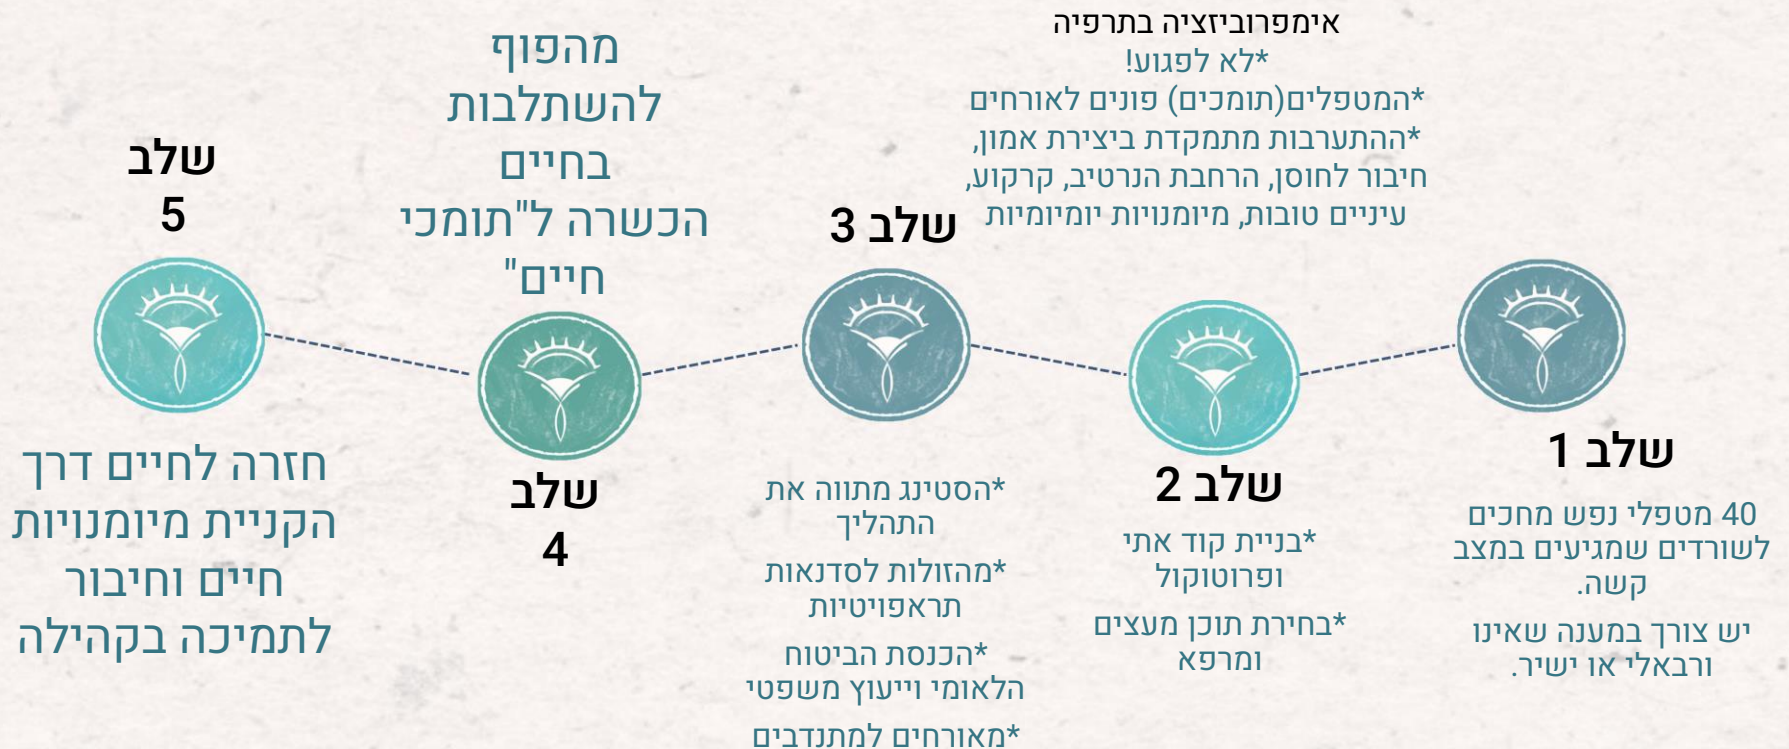 שלב 1
40 מטפלי נפש מחכים
לשורדים שמגיעים במצב
קשה.
יש צורך במענה שאינו
ורבאלי או ישיר.
אימפרוביזציה בתרפיה
*לא לפגוע!
*המטפלים(תומכים) פונים לאורחים
*ההתערבות מתמקדת ביצירת אמון,
חיבור לחוסן, הרחבת הנרטיב, קרקוע,
עיניים טובות, מיומנויות יומיומיות
שלב 2
*בניית קוד אתי
ופרוטוקול
*בחירת תוכן מעצים
ומרפא
שלב 3
*הסטינג מתווה את
התהליך
*מהזולות לסדנאות
תראפויטיות
*הכנסת הביטוח
הלאומי וייעוץ משפטי
*מאורחים למתנדבים
מהפוף
להשתלבות
בחיים
הכשרה ל"תומכי
חיים"
שלב
4
שלב
5
חזרה לחיים דרך
הקניית מיומנויות
חיים וחיבור
לתמיכה בקהילה